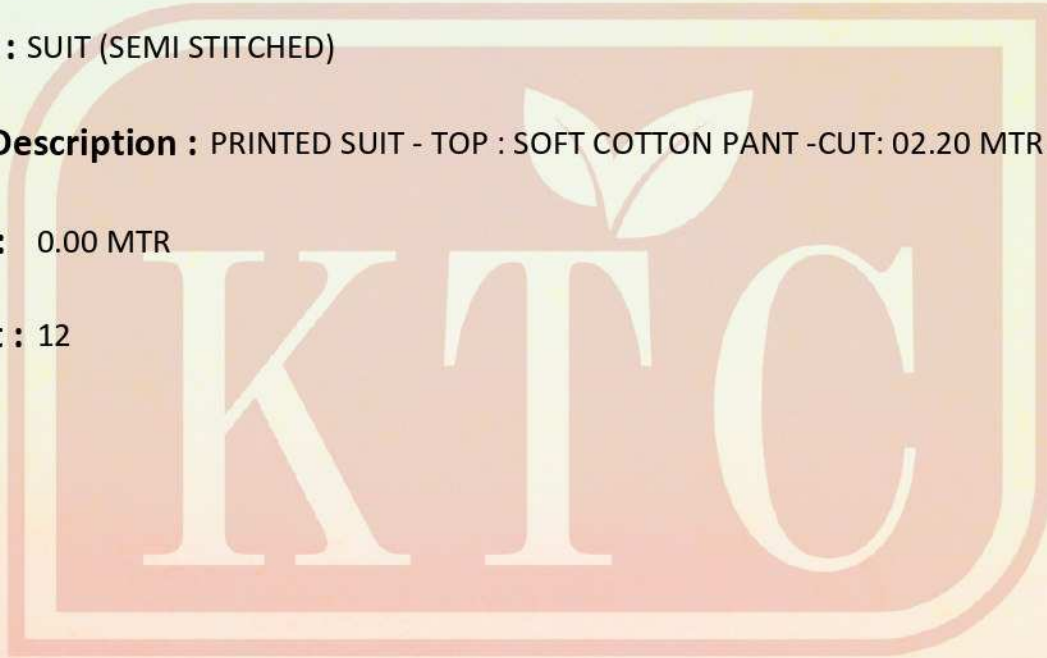 : SUIT (SEMI STITCHED)
Description : PRINTED SUIT - TOP : SOFT COTTON PANT -CUT: 02.20 MTR
: 0.00 MTR
: 12
KTC